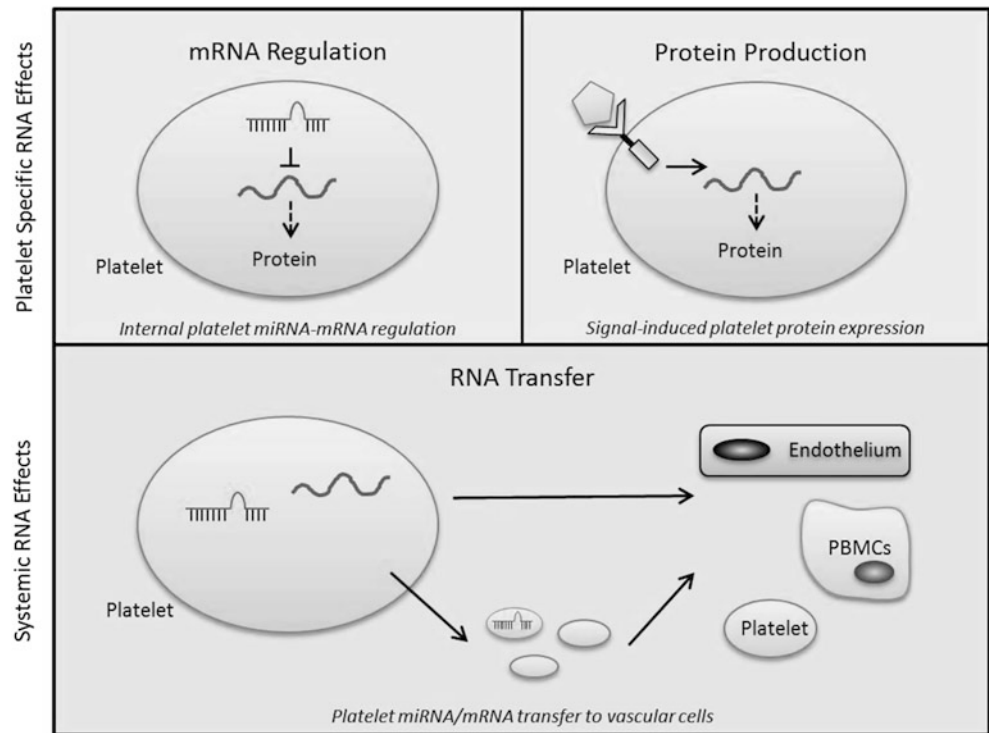 Platelet Specific RNA Effects
mRNA Regulation
Platelet
Protein
Internal platelet miRNA-mRNA regulation
Protein Production
Platelet
Protein
Signal-induced platelet protein expression
Systemic RNA Effects
RNA Transfer
Platelet
Endothelium
PBMCs
Platelet
Platelet miRNA/mRNA transfer to vascular cells